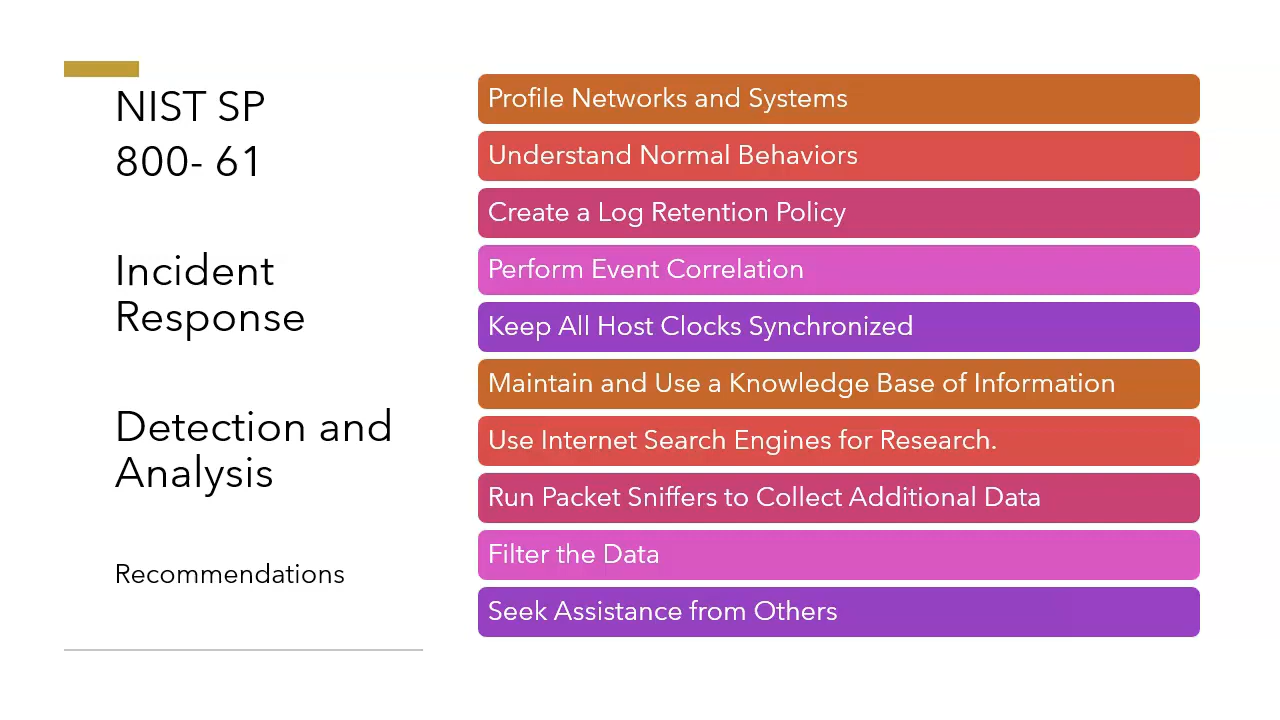 NIST SP
800- 61
Incident
Response
Detection and
Analysis
Recommendations
Profile Networks and Systems
Understand Normal Behaviors
Create a Log Retention Policy
Perform Event Correlation
Keep All Host Clocks Synchronized
Maintain and Use a Knowledge Base of Information
Use Internet Search Engines for Research.
Run Packet Sniffers to Collect Additional Data
Filter the Data
Seek Assistance from Others